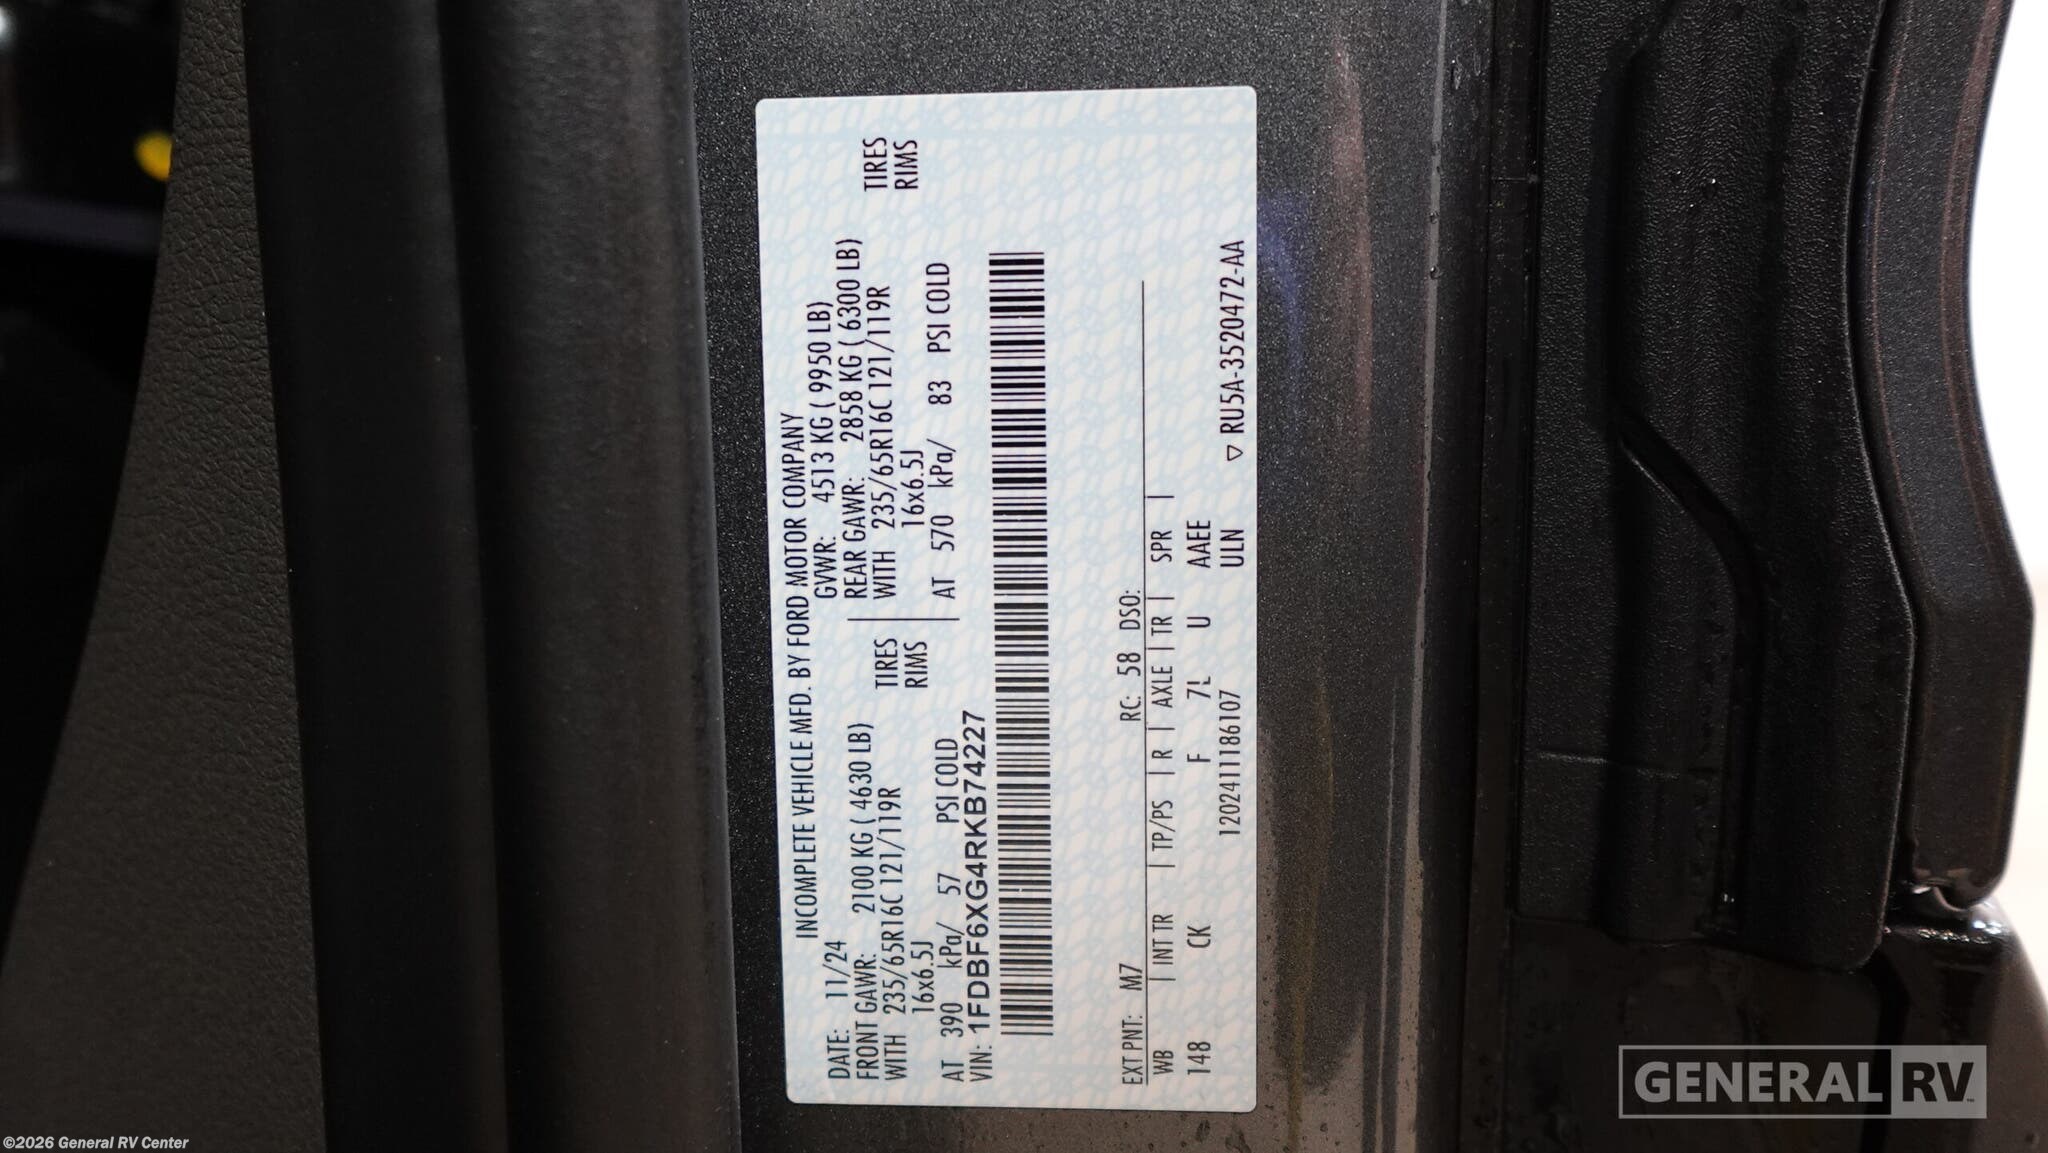 INCOMPLETE VEHICLE MFD. BY FORD MOTOR COMPANY
DATE: 11/24 GVWR: 4513 KG ( 9950 LB)
FRONT GAWR: 2100 KG ( 4630 LB) REAR GAWR: 2858 KG ( 6300 LB)
WITH 235/65R16C 121/119R TIRES WITH 235/65R16C 121/119R TIRES
16x6.5J RIMS 16x6.5J RIMS
AT 390 kPa/ 57 PSI COLD AT 570 kPa/ 83 PSI COLD
VIN: 1FDBF6XG4RKB74227
EXT PNT: M7 RC: 58 DSO:
WB | INT TR | TP/PS | R | AXLE | TR | SPR |
148 CK F 7L U AAEE
12024111186107 ULN ▽ RU5A-3520472-AA
GENERAL RV
©2026 General RV Center